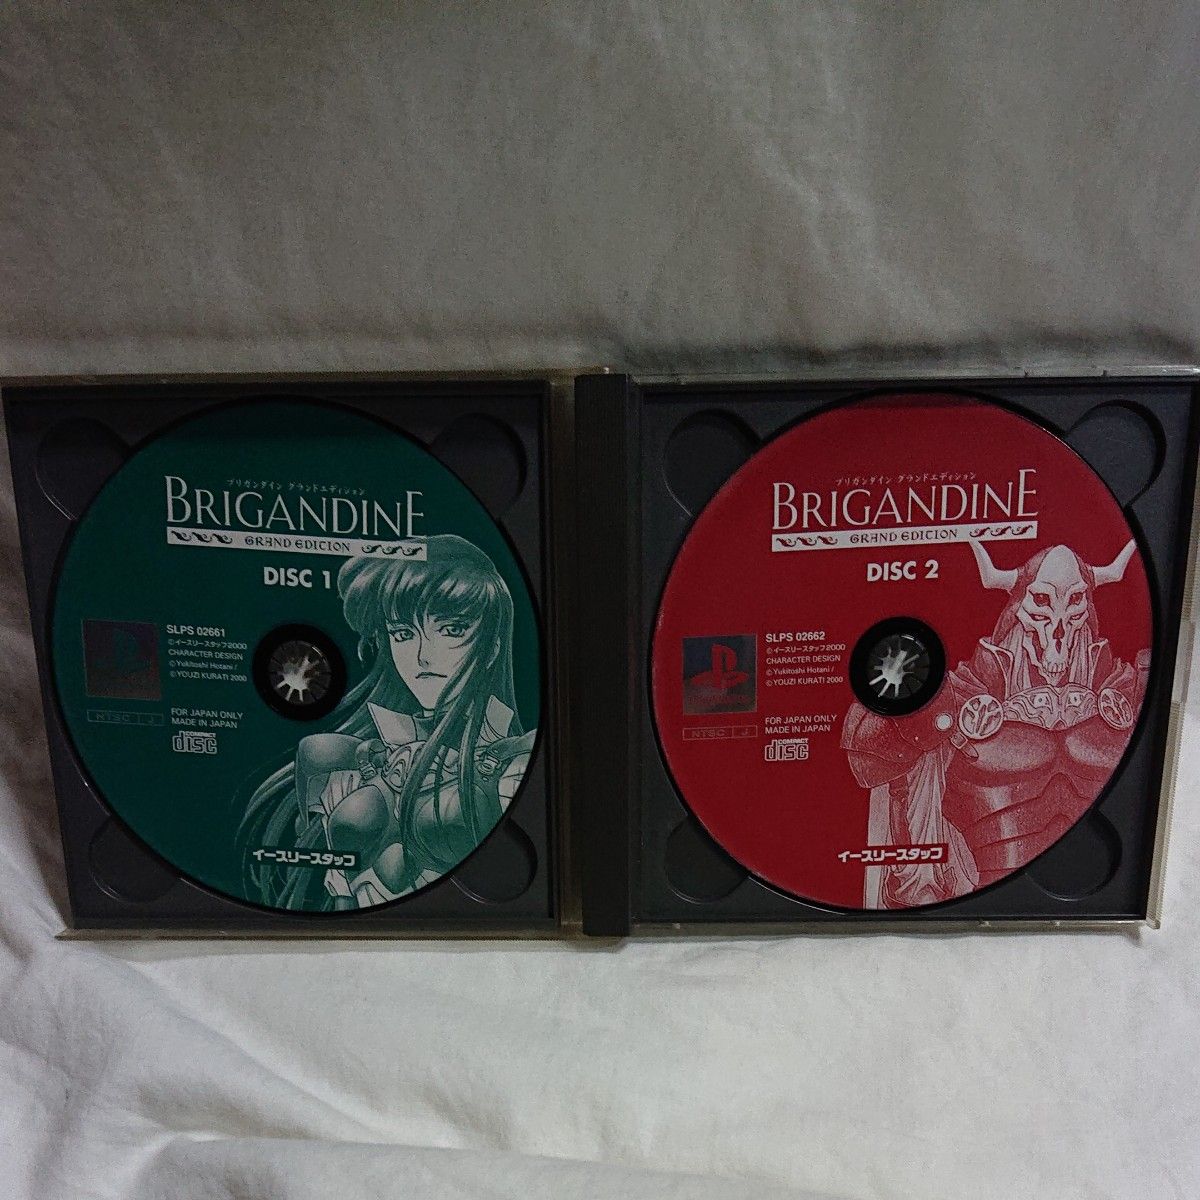 ブリガンダイン グランドエディション
BRIGANDINE
GRAND EDITION
DISC 1
SLPS 02661
©イースリースタッフ2000
CHARACTER DESIGN
©Yukitoshi Hotani /
©YOUZI KURATI 2000
NTSC J
FOR JAPAN ONLY
MADE IN JAPAN
COMPACT
disc
イースリースタッフ
ブリガンダイン グランドエディション
BRIGANDINE
GRAND EDITION
DISC 2
SLPS 02662
©イースリースタッフ2000
CHARACTER DESIGN
©Yukitoshi Hotani /
©YOUZI KURATI 2000
NTSC J
FOR JAPAN ONLY
MADE IN JAPAN
COMPACT
disc
イースリースタッフ